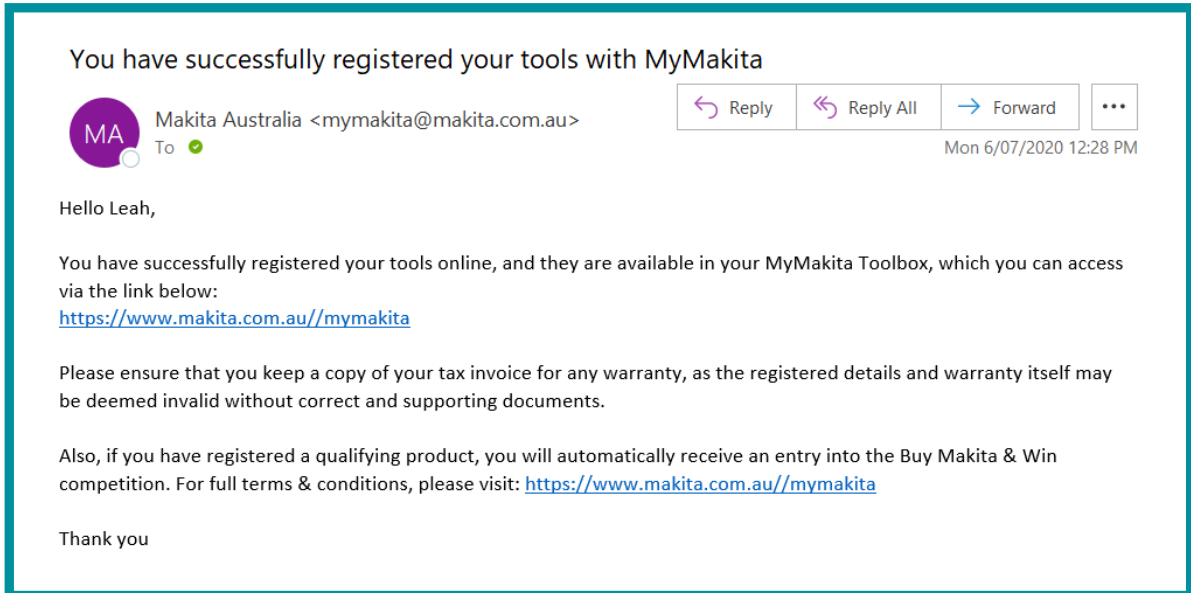 You have successfully registered your tools with MyMakita
MA
Makita Australia <mymakita@makita.com.au>
To
Reply
Reply All
Forward
Mon 6/07/2020 12:28 PM
Hello Leah,
You have successfully registered your tools online, and they are available in your MyMakita Toolbox, which you can access
via the link below:
https://www.makita.com.au//mymakita
Please ensure that you keep a copy of your tax invoice for any warranty, as the registered details and warranty itself may
be deemed invalid without correct and supporting documents.
Also, if you have registered a qualifying product, you will automatically receive an entry into the Buy Makita & Win
competition. For full terms & conditions, please visit: https://www.makita.com.au//mymakita
Thank you